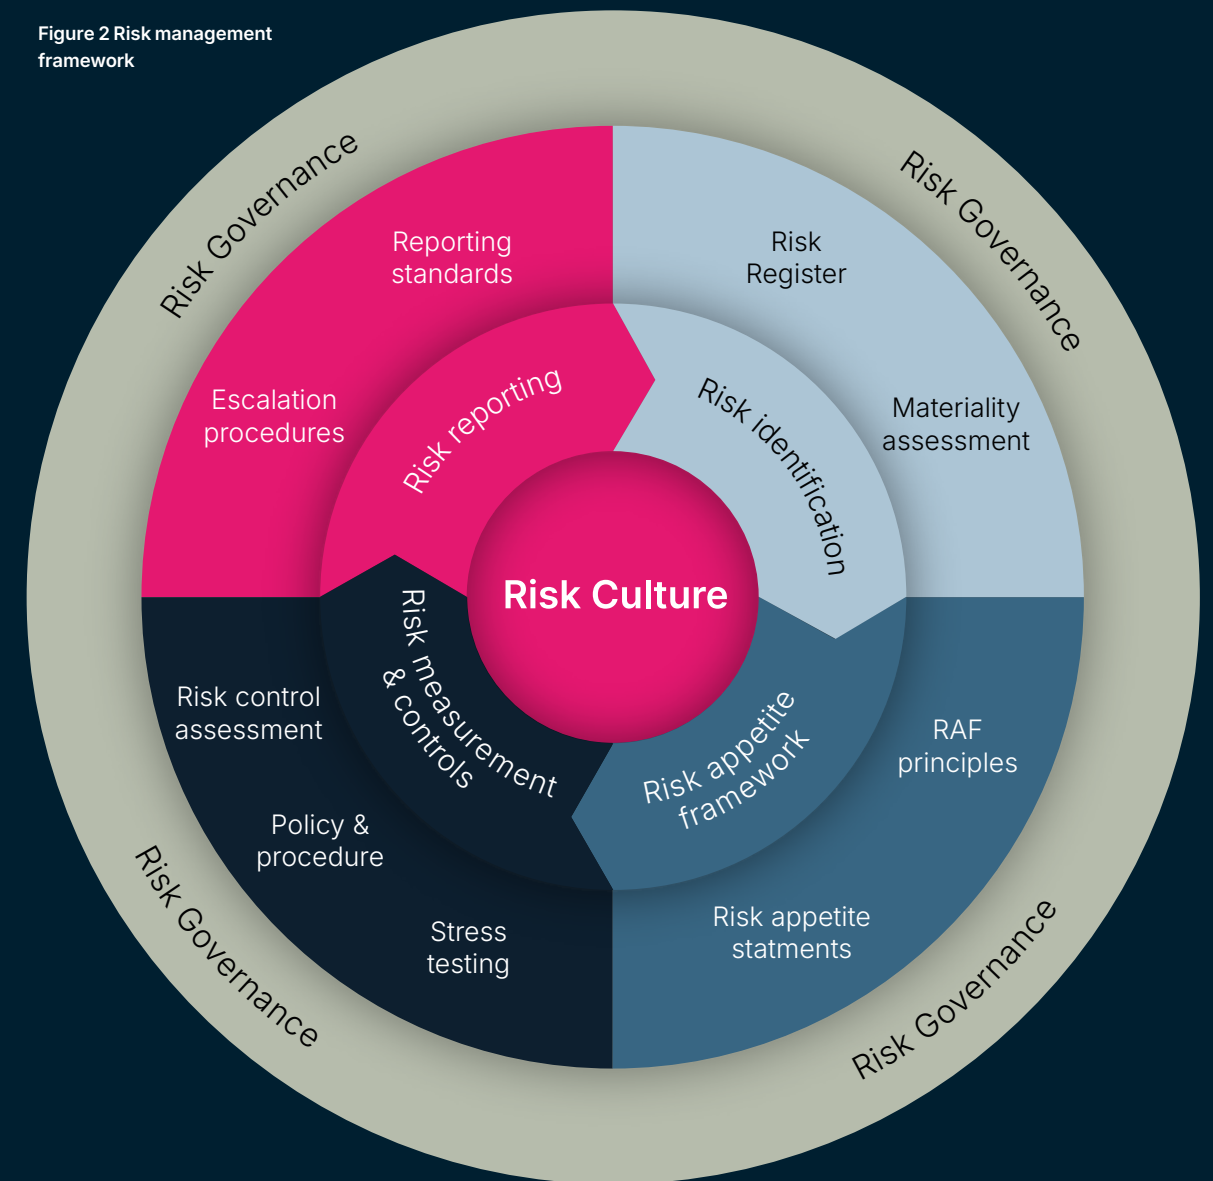 Figure 2 Risk management
framework
Risk Governance
Risk Governance
Reporting
standards
Risk
Register
Escalation
procedures
Materiality
assessment
Risk reporting
Risk identification
Risk Culture
Risk measurement
& controls
Risk appetite
framework
Risk control
assessment
RAF
principles
Policy &
procedure
Stress
testing
Risk appetite
statments
Risk Governance
Risk Governance